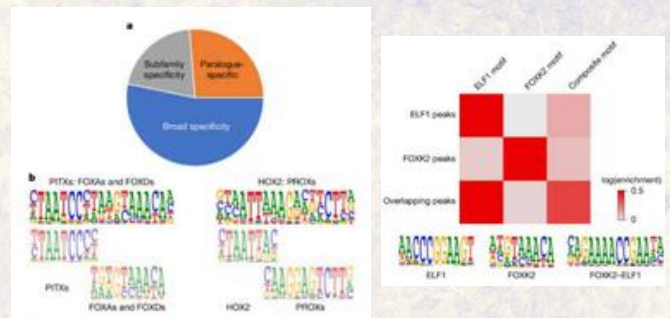 a
Subfamily
specificity
Paralogue-
specific
Broad specificity
b
PITXs: FOXAs and FOXDs
HOX2: PROXs
PITXs
FOXAs and FOXDs
HOX2
PROXs
ELF1 motif
FOXK2 motif
Composite motif
ELF1 peaks
FOXK2 peaks
Overlapping peaks
log(enrichment)
0.5
0
ELF1
FOXK2
FOXK2–ELF1